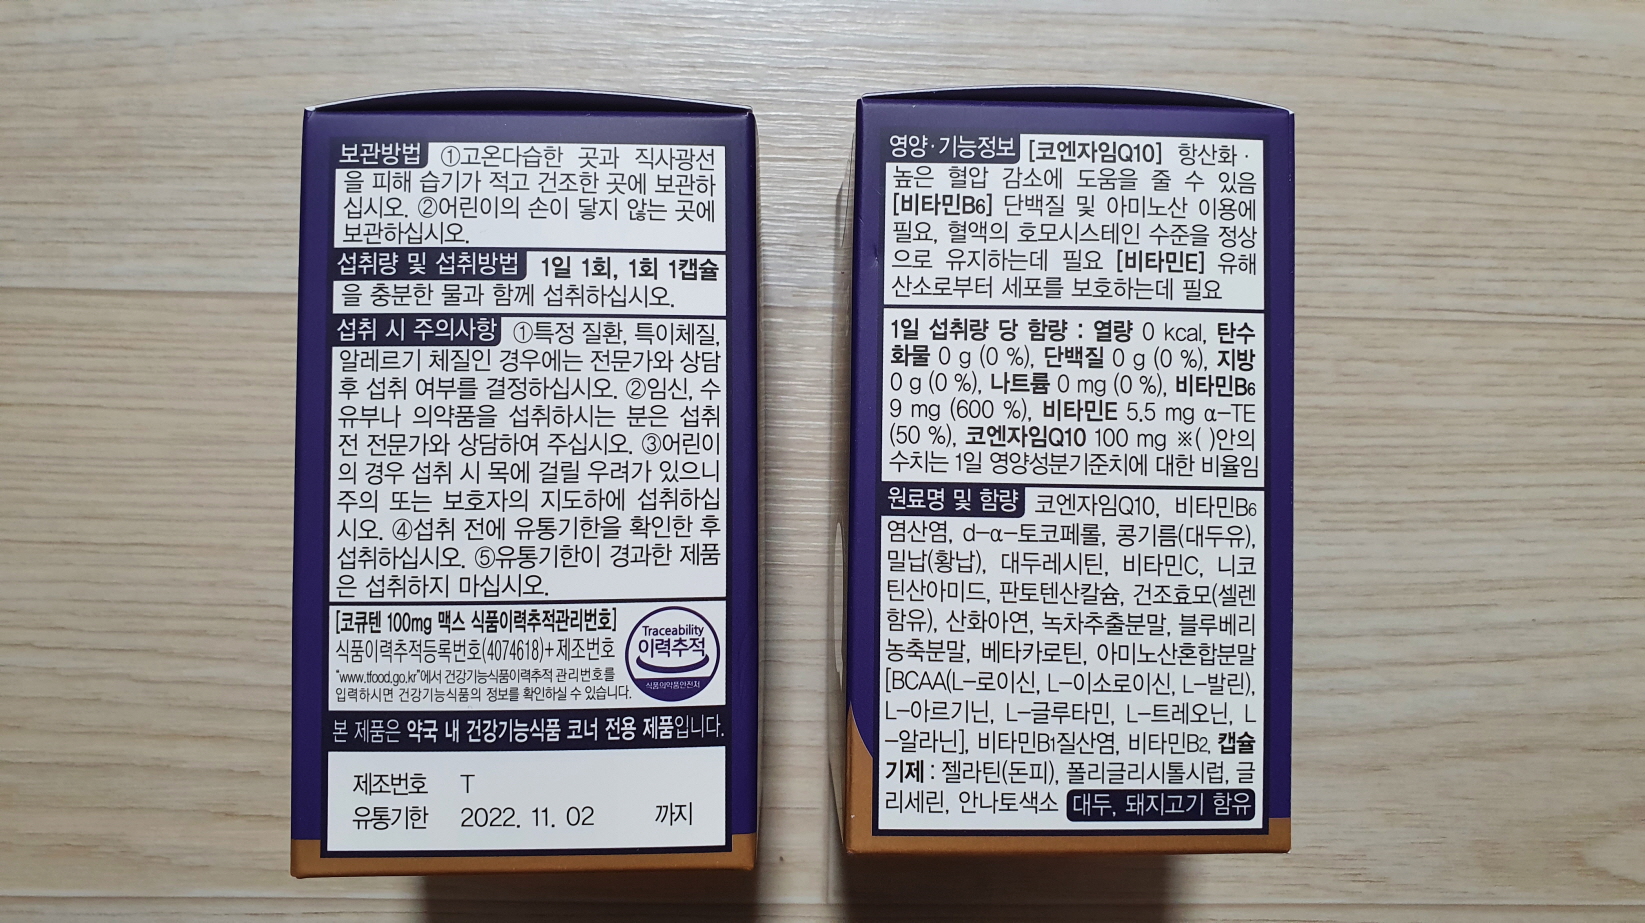 보관방법 ①고온다습한 곳과 직사광선
을 피해 습기가 적고 건조한 곳에 보관하
십시오. ②어린이의 손이 닿지 않는 곳에
보관하십시오.
섭취량 및 섭취방법 1일 1회, 1회 1캡슐
을 충분한 물과 함께 섭취하십시오.
섭취 시 주의사항 ①특정 질환, 특이체질,
알레르기 체질인 경우에는 전문가와 상담
후 섭취 여부를 결정하십시오. ②임신, 수
유부나 의약품을 섭취하시는 분은 섭취
전 전문가와 상담하여 주십시오. ③어린이
의 경우 섭취 시 목에 걸릴 우려가 있으니
주의 또는 보호자의 지도하에 섭취하십
시오. ④섭취 전에 유통기한을 확인한 후
섭취하십시오. ⑤유통기한이 경과한 제품
은 섭취하지 마십시오.
[코큐텐 100mg 맥스 식품이력추적관리번호]
식품이력추적등록번호(4074618)+제조번호
"www.tfood.go.kr"에서 건강기능식품이력추적 관리번호를
입력하시면 건강기능식품의 정보를 확인하실 수 있습니다.
Traceability
이력추적
식품의약품안전처
본 제품은 약국 내 건강기능식품 코너 전용 제품입니다.
제조번호 T
유통기한 2022. 11. 02 까지
영양·기능정보 [코엔자임Q10] 항산화·
높은 혈압 감소에 도움을 줄 수 있음
[비타민B6] 단백질 및 아미노산 이용에
필요, 혈액의 호모시스테인 수준을 정상
으로 유지하는데 필요 [비타민E] 유해
산소로부터 세포를 보호하는데 필요
1일 섭취량 당 함량 : 열량 0 kcal, 탄수
화물 0 g (0 %), 단백질 0 g (0 %), 지방
0 g (0 %), 나트륨 0 mg (0 %), 비타민B6
9 mg (600 %), 비타민E 5.5 mg α-TE
(50 %), 코엔자임Q10 100 mg ※( )안의
수치는 1일 영양성분기준치에 대한 비율임
원료명 및 함량 코엔자임Q10, 비타민B6
염산염, d-α-토코페롤, 콩기름(대두유),
밀납(황납), 대두레시틴, 비타민C, 니코
틴산아미드, 판토텐산칼슘, 건조효모(셀렌
함유), 산화아연, 녹차추출분말, 블루베리
농축분말, 베타카로틴, 아미노산혼합분말
[BCAA(L-로이신, L-이소로이신, L-발린),
L-아르기닌, L-글루타민, L-트레오닌, L
-알라닌], 비타민B1질산염, 비타민B2, 캡슐
기제 : 젤라틴(돈피), 폴리글리시톨시럽, 글
리세린, 안나토색소 대두, 돼지고기 함유